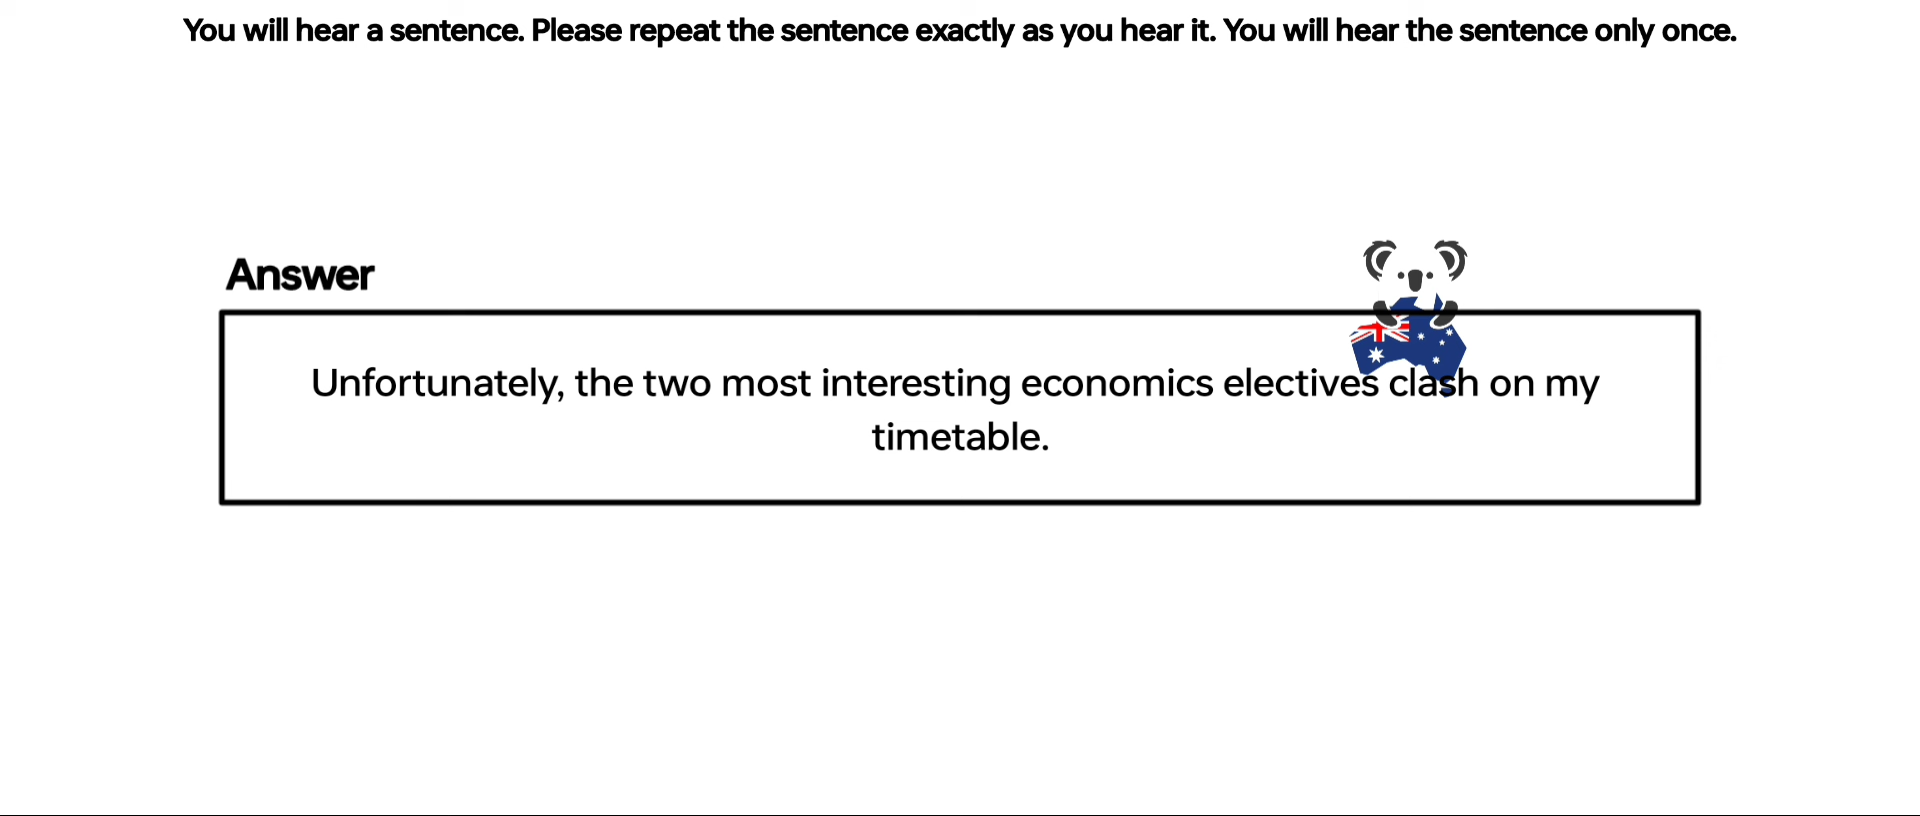 You will hear a sentence. Please repeat the sentence exactly as you hear it. You will hear the sentence only once.
Answer
Unfortunately, the two most interesting economics electives clash on my
timetable.